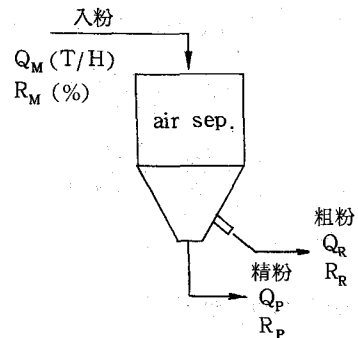 入粉
Q_M (T/H)
R_M (%)
air sep.
粗粉
Q_R
R_R
精粉
Q_P
R_P